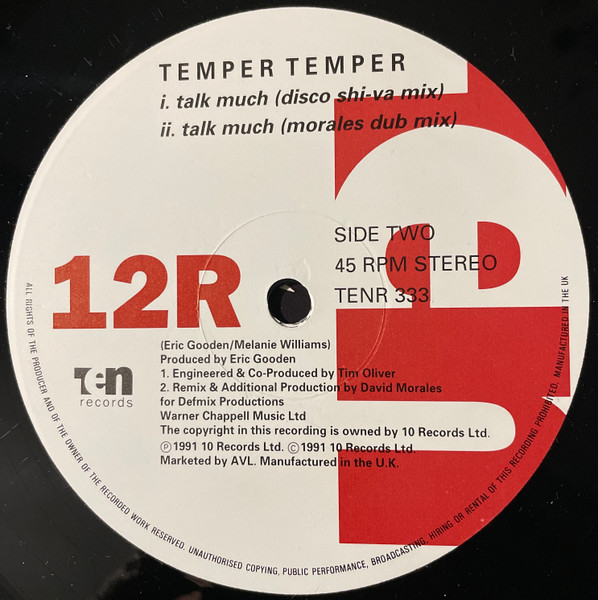 TEMPER TEMPER
i. talk much (disco shi-va mix)
ii. talk much (morales dub mix)
SIDE TWO
45 RPM STEREO
TENR 333
12R
(Eric Gooden/Melanie Williams)
Produced by Eric Gooden
1. Engineered & Co-Produced by Tim Oliver
2. Remix & Additional Production by David Morales
for Defmix Productions
Warner Chappell Music Ltd
The copyright in this recording is owned by 10 Records Ltd.
℗1991 10 Records Ltd. ©1991 10 Records Ltd.
Marketed by AVL. Manufactured in the U.K.
ten
records
ALL RIGHTS OF THE PRODUCER AND OF THE OWNER OF THE RECORDED WORK RESERVED. UNAUTHORISED COPYING, PUBLIC PERFORMANCE, BROADCASTING, HIRING OR RENTAL OF THIS RECORDING PROHIBITED. MANUFACTURED IN THE UK